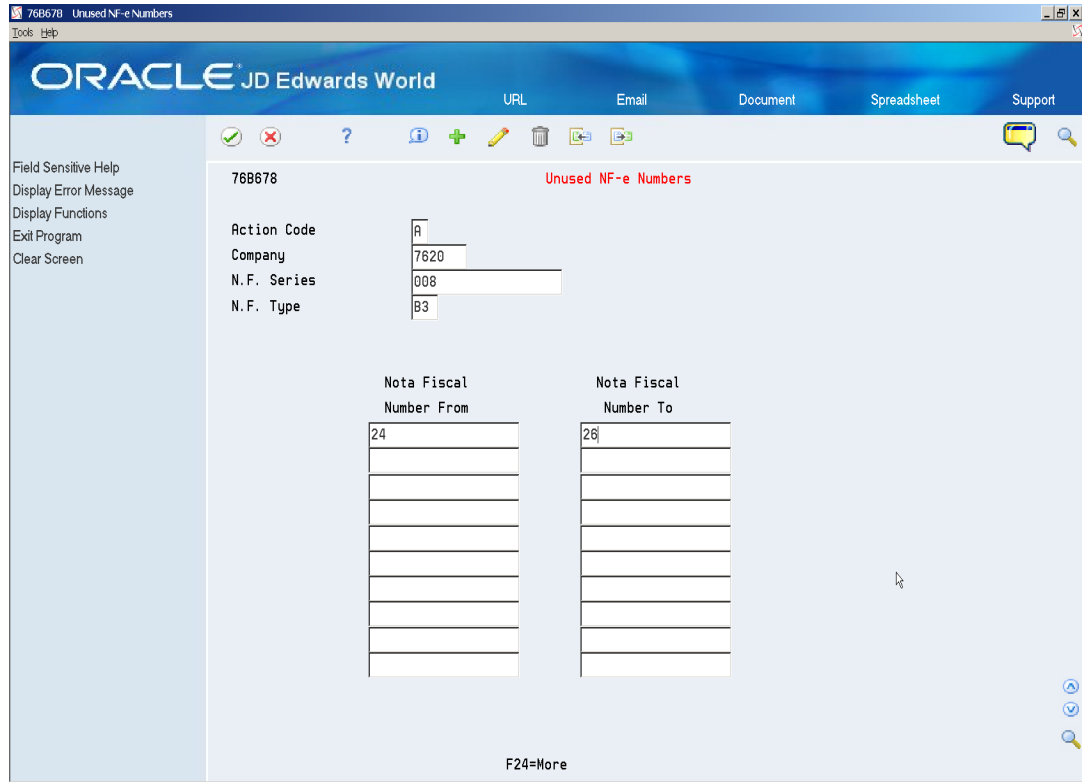 76B678 Unused NF-e Numbers
Tools Help
ORACLE JD Edwards World
URL Email Document Spreadsheet Support
?
Field Sensitive Help
Display Error Message
Display Functions
Exit Program
Clear Screen
76B678 Unused NF-e Numbers
Action Code A
Company 7620
N.F. Series 008
N.F. Type B3
Nota Fiscal Nota Fiscal
Number From Number To
24 26
F24=More